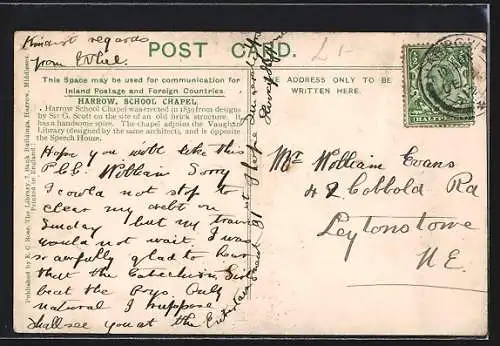 Kindest regards
from Ethel
POST CARD.
This Space may be used for communication for
Inland Postage and Foreign Countries.
THE ADDRESS ONLY TO BE
WRITTEN HERE.
HARROW, SCHOOL CHAPEL.
Harrow School Chapel was erected in 1859 from designs
by Sir G. Scott on the site of an old brick structure. It
has a handsome spire. The chapel adjoins the Vaughan
Library (designed by the same architect), and is opposite
the Speech House.
Hope you will like this
P.C.C. William Sorry
I could not stop to
clear my debt on
Sunday but my train
would not wait. I was
so awfully glad to hear
that the Catechism Girls
beat the Boys. Only
natural I suppose
shall see you at the
Mr William Evans
42 Cobbold Rd
Leytonstowe
N.E.
Published by E. C. Rose, The Library, 7 Bank Buildings, Harrow, Middlesex.
Printed in England
HALFPENNY
HARROW